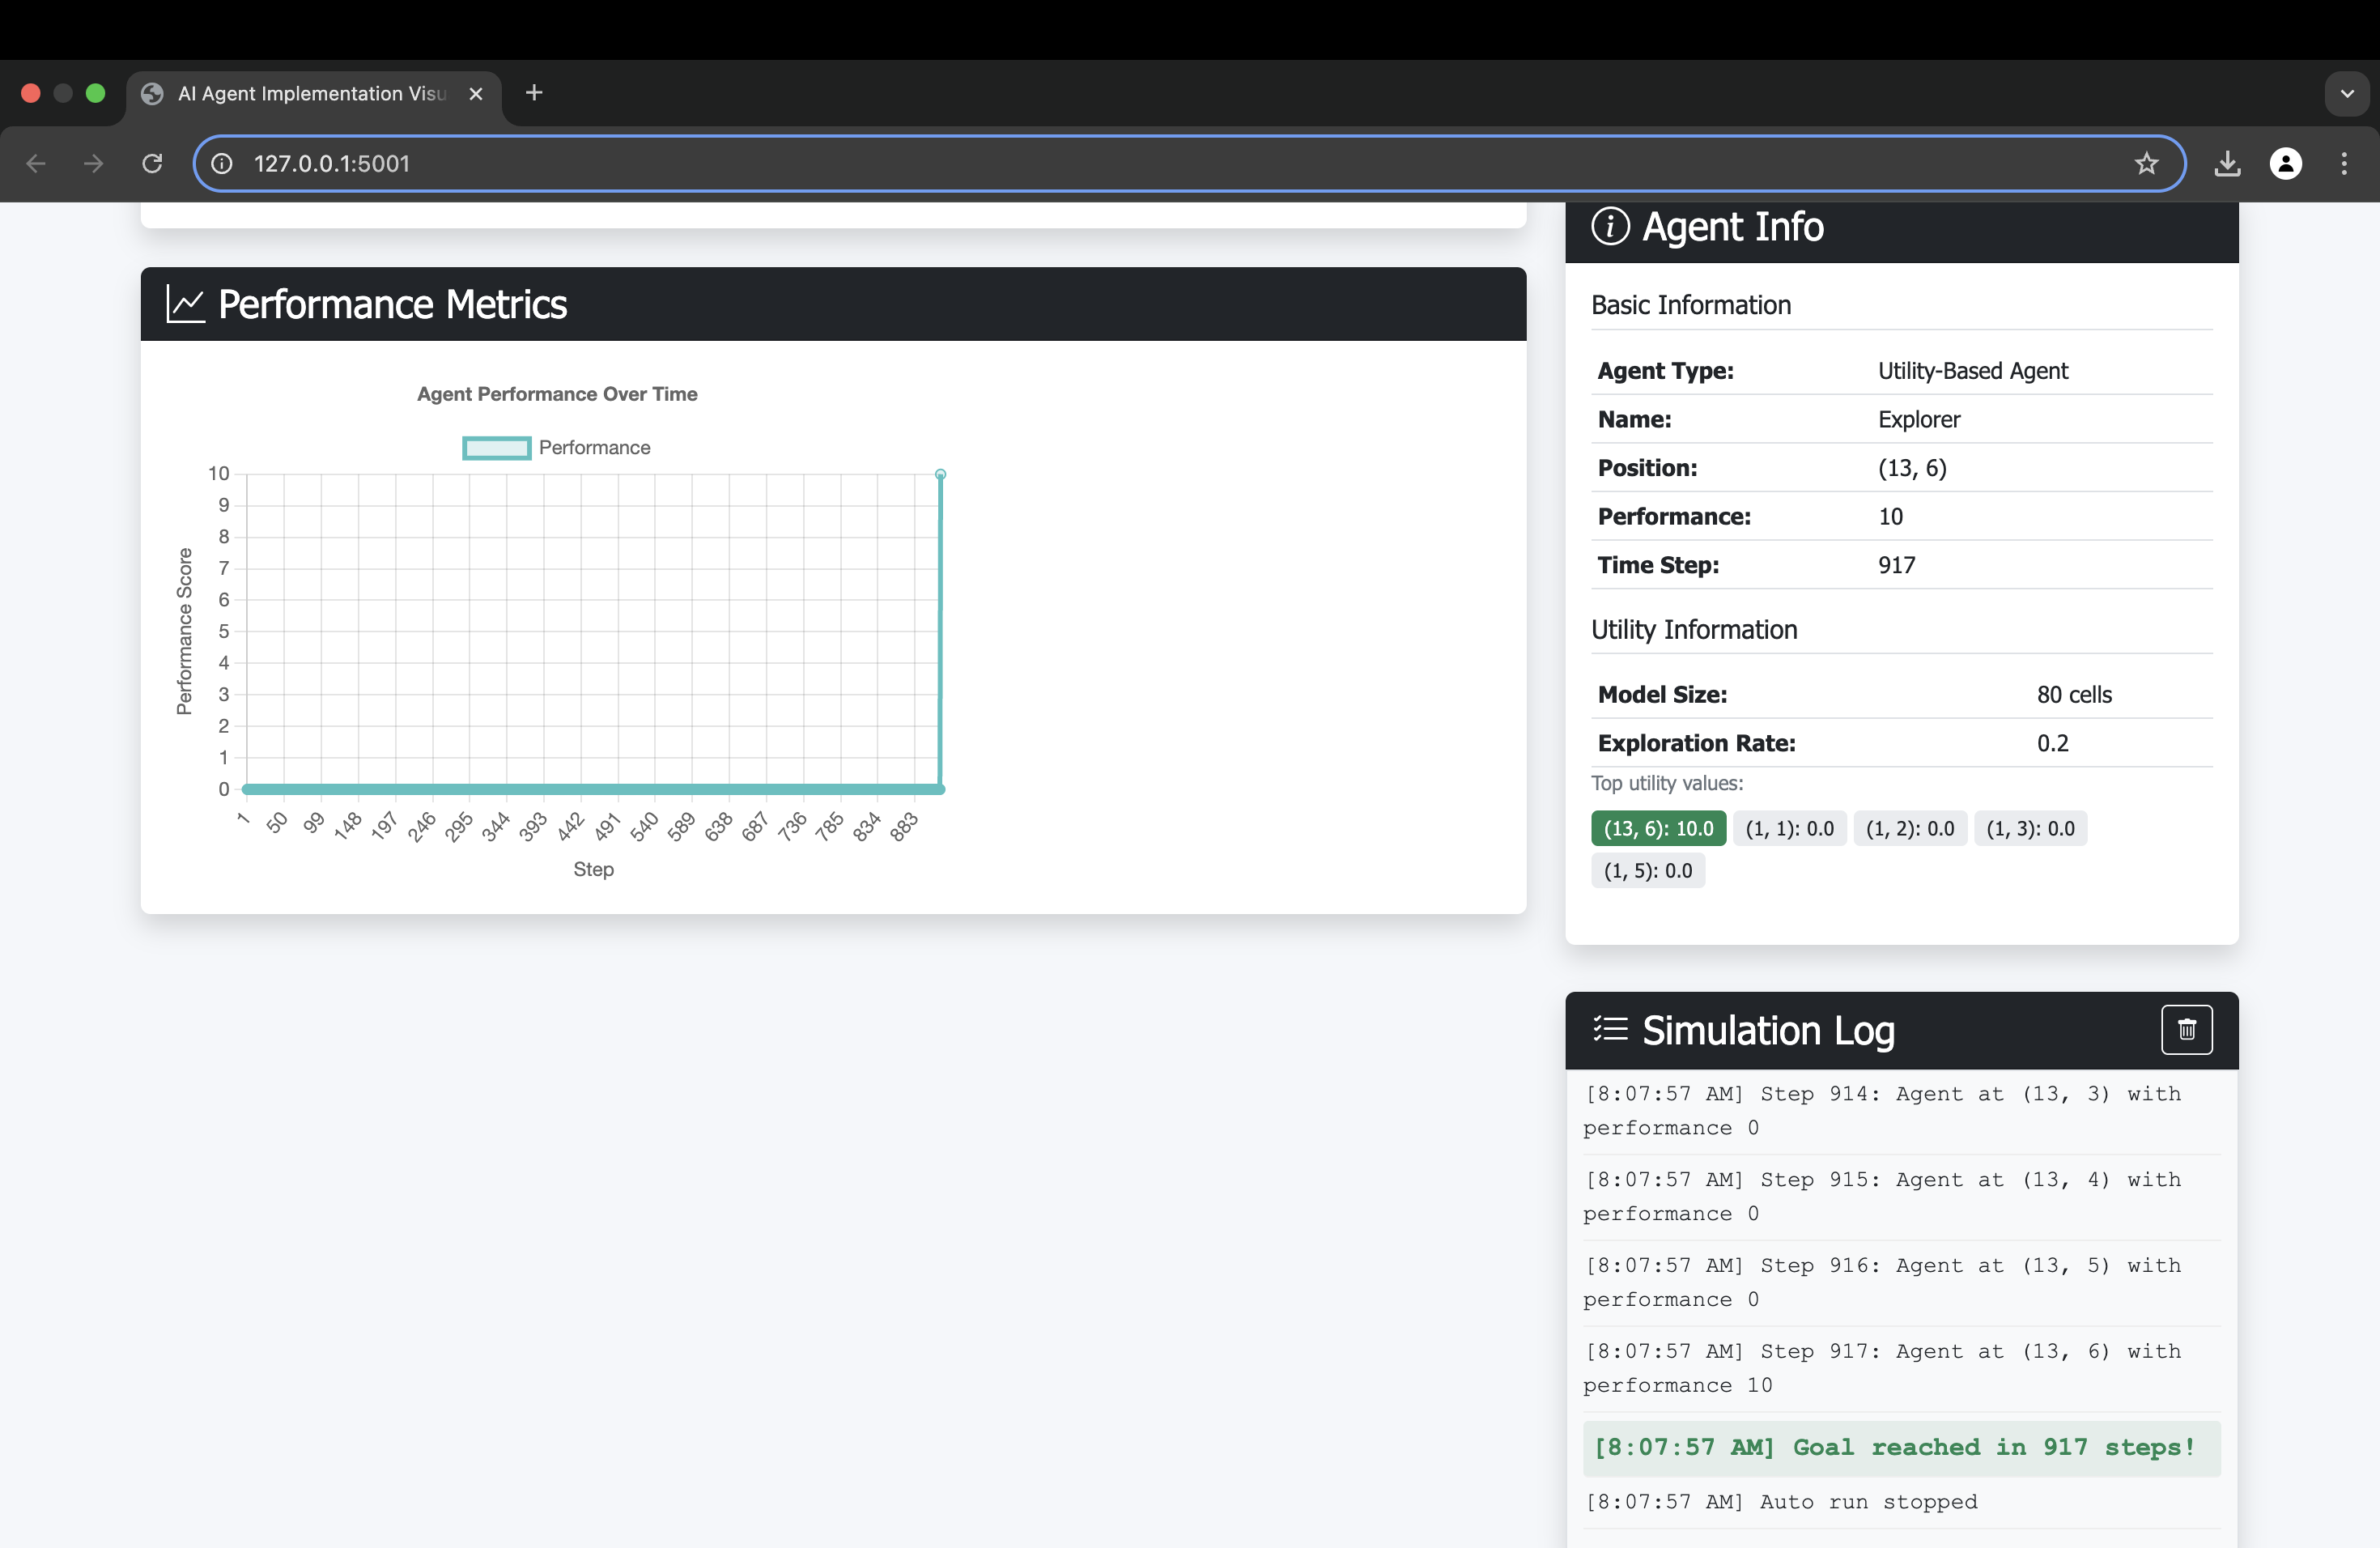 AI Agent Implementation Visu
127.0.0.1:5001
Performance Metrics
Agent Performance Over Time
Performance
Performance Score
10
9
8
7
6
5
4
3
2
1
0
1 50 99 148 197 246 295 344 393 442 491 540 589 638 687 736 785 834 883
Step
Agent Info
Basic Information
Agent Type: Utility-Based Agent
Name: Explorer
Position: (13, 6)
Performance: 10
Time Step: 917
Utility Information
Model Size: 80 cells
Exploration Rate: 0.2
Top utility values:
(13, 6): 10.0 (1, 1): 0.0 (1, 2): 0.0 (1, 3): 0.0
(1, 5): 0.0
Simulation Log
[8:07:57 AM] Step 914: Agent at (13, 3) with
performance 0
[8:07:57 AM] Step 915: Agent at (13, 4) with
performance 0
[8:07:57 AM] Step 916: Agent at (13, 5) with
performance 0
[8:07:57 AM] Step 917: Agent at (13, 6) with
performance 10
[8:07:57 AM] Goal reached in 917 steps!
[8:07:57 AM] Auto run stopped